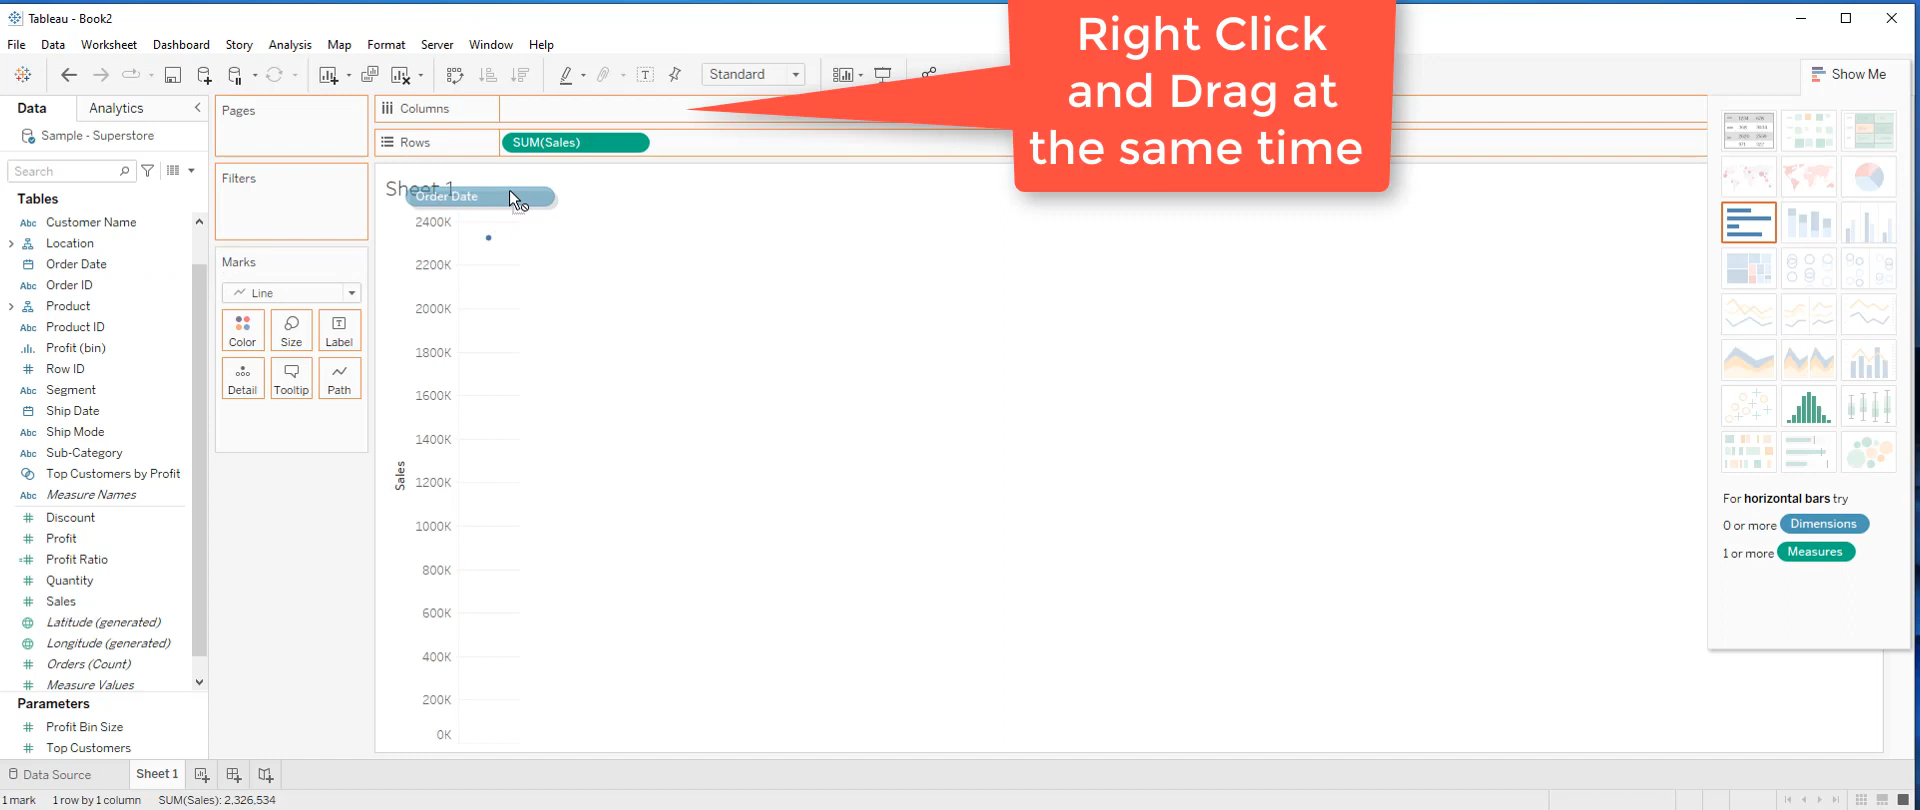 Tableau - Book2
File Data Worksheet Dashboard Story Analysis Map Format Server Window Help
Right Click
and Drag at
the same time
Standard
Show Me
Data Analytics
Sample - Superstore
Search
Tables
Customer Name
Location
Order Date
Order ID
Product
Product ID
Profit (bin)
Row ID
Segment
Ship Date
Ship Mode
Sub-Category
Top Customers by Profit
Measure Names
Discount
Profit
Profit Ratio
Quantity
Sales
Latitude (generated)
Longitude (generated)
Orders (Count)
Measure Values
Parameters
Profit Bin Size
Top Customers
Pages
Filters
Marks
Line
Color Size Label
Detail Tooltip Path
Columns
Rows SUM(Sales)
Sheet 1
Order Date
2400K
2200K
2000K
1800K
1600K
1400K
1200K
1000K
800K
600K
400K
200K
0K
Sales
For horizontal bars try
0 or more Dimensions
1 or more Measures
Data Source Sheet 1
1 mark 1 row by 1 column SUM(Sales): 2,326,534